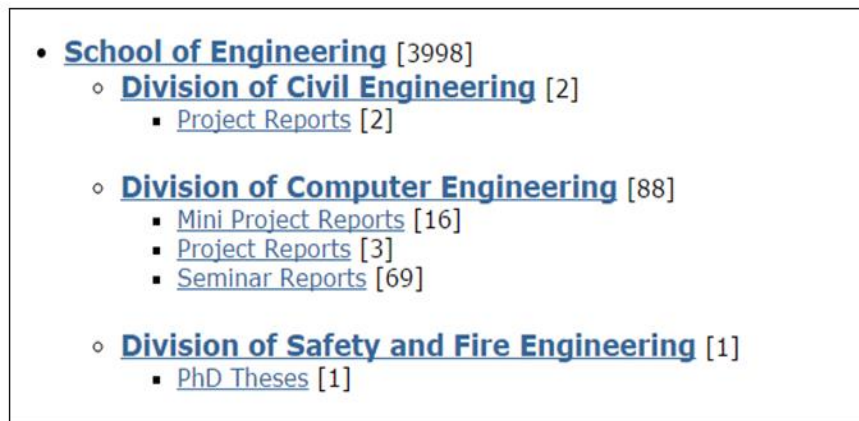 School of Engineering [3998]
Division of Civil Engineering [2]
Project Reports [2]
Division of Computer Engineering [88]
Mini Project Reports [16]
Project Reports [3]
Seminar Reports [69]
Division of Safety and Fire Engineering [1]
PhD Theses [1]